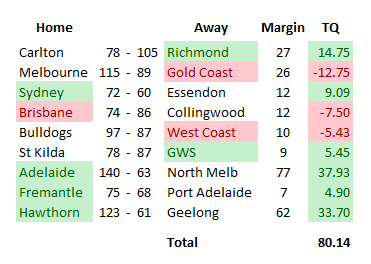 Home Away Margin TQ
Carlton 78 - 105 Richmond 27 14.75
Melbourne 115 - 89 Gold Coast 26 -12.75
Sydney 72 - 60 Essendon 12 9.09
Brisbane 74 - 86 Collingwood 12 -7.50
Bulldogs 97 - 87 West Coast 10 -5.43
St Kilda 78 - 87 GWS 9 5.45
Adelaide 140 - 63 North Melb 77 37.93
Fremantle 75 - 68 Port Adelaide 7 4.90
Hawthorn 123 - 61 Geelong 62 33.70
Total 80.14